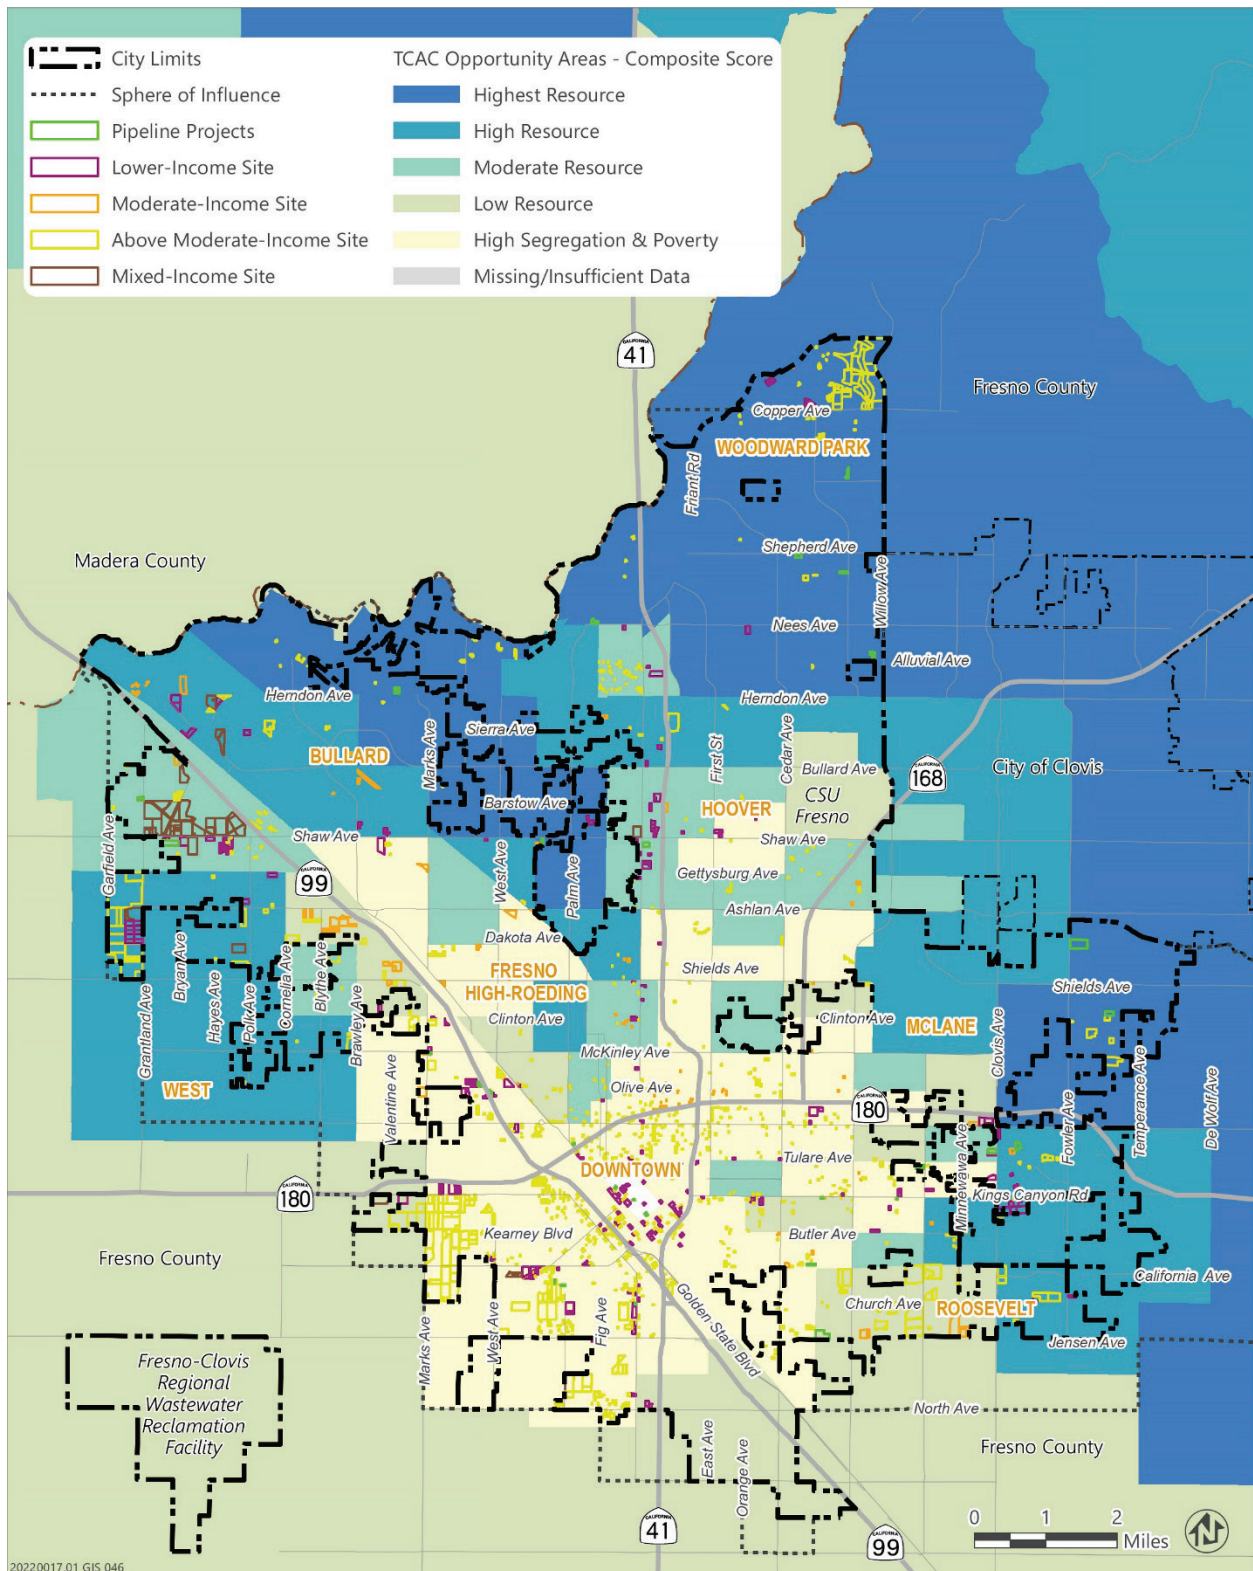 City Limits
Sphere of Influence
Pipeline Projects
Lower-Income Site
Moderate-Income Site
Above Moderate-Income Site
Mixed-Income Site
TCAC Opportunity Areas - Composite Score
Highest Resource
High Resource
Moderate Resource
Low Resource
High Segregation & Poverty
Missing/Insufficient Data
CALIFORNIA
41
Fresno County
Copper Ave
WOODWARD PARK
Friant Rd
Shepherd Ave
Willow Ave
Madera County
Nees Ave
Alluvial Ave
Herndon Ave
Herndon Ave
Sierra Ave
Marks Ave
BULLARD
First St
Cedar Ave
Bullard Ave
CALIFORNIA
168
City of Clovis
Barstow Ave
HOOVER
CSU
Fresno
Shaw Ave
Shaw Ave
Garfield Ave
CALIFORNIA
99
West Ave
Palm Ave
Gettysburg Ave
Ashlan Ave
Dakota Ave
Bryan Ave
Hayes Ave
Polk Ave
Cornelia Ave
Blythe Ave
FRESNO
HIGH-ROEDING
Shields Ave
Shields Ave
Grantland Ave
Brawley Ave
Clinton Ave
Clinton Ave
MCLANE
Clovis Ave
McKinley Ave
WEST
Valentine Ave
Olive Ave
CALIFORNIA
180
Fowler Ave
Temperance Ave
De Wolf Ave
Minnewawa Ave
DOWNTOWN
Tulare Ave
CALIFORNIA
180
Kings Canyon Rd
Kearney Blvd
Butler Ave
Fresno County
California Ave
Golden-State Blvd
Church Ave
ROOSEVELT
Marks Ave
West Ave
Fig Ave
Jensen Ave
Fresno-Clovis
Regional
Wastewater
Reclamation
Facility
North Ave
East Ave
Orange Ave
Fresno County
CALIFORNIA
41
CALIFORNIA
99
0 1 2
Miles
N
20220017.01 GIS 046